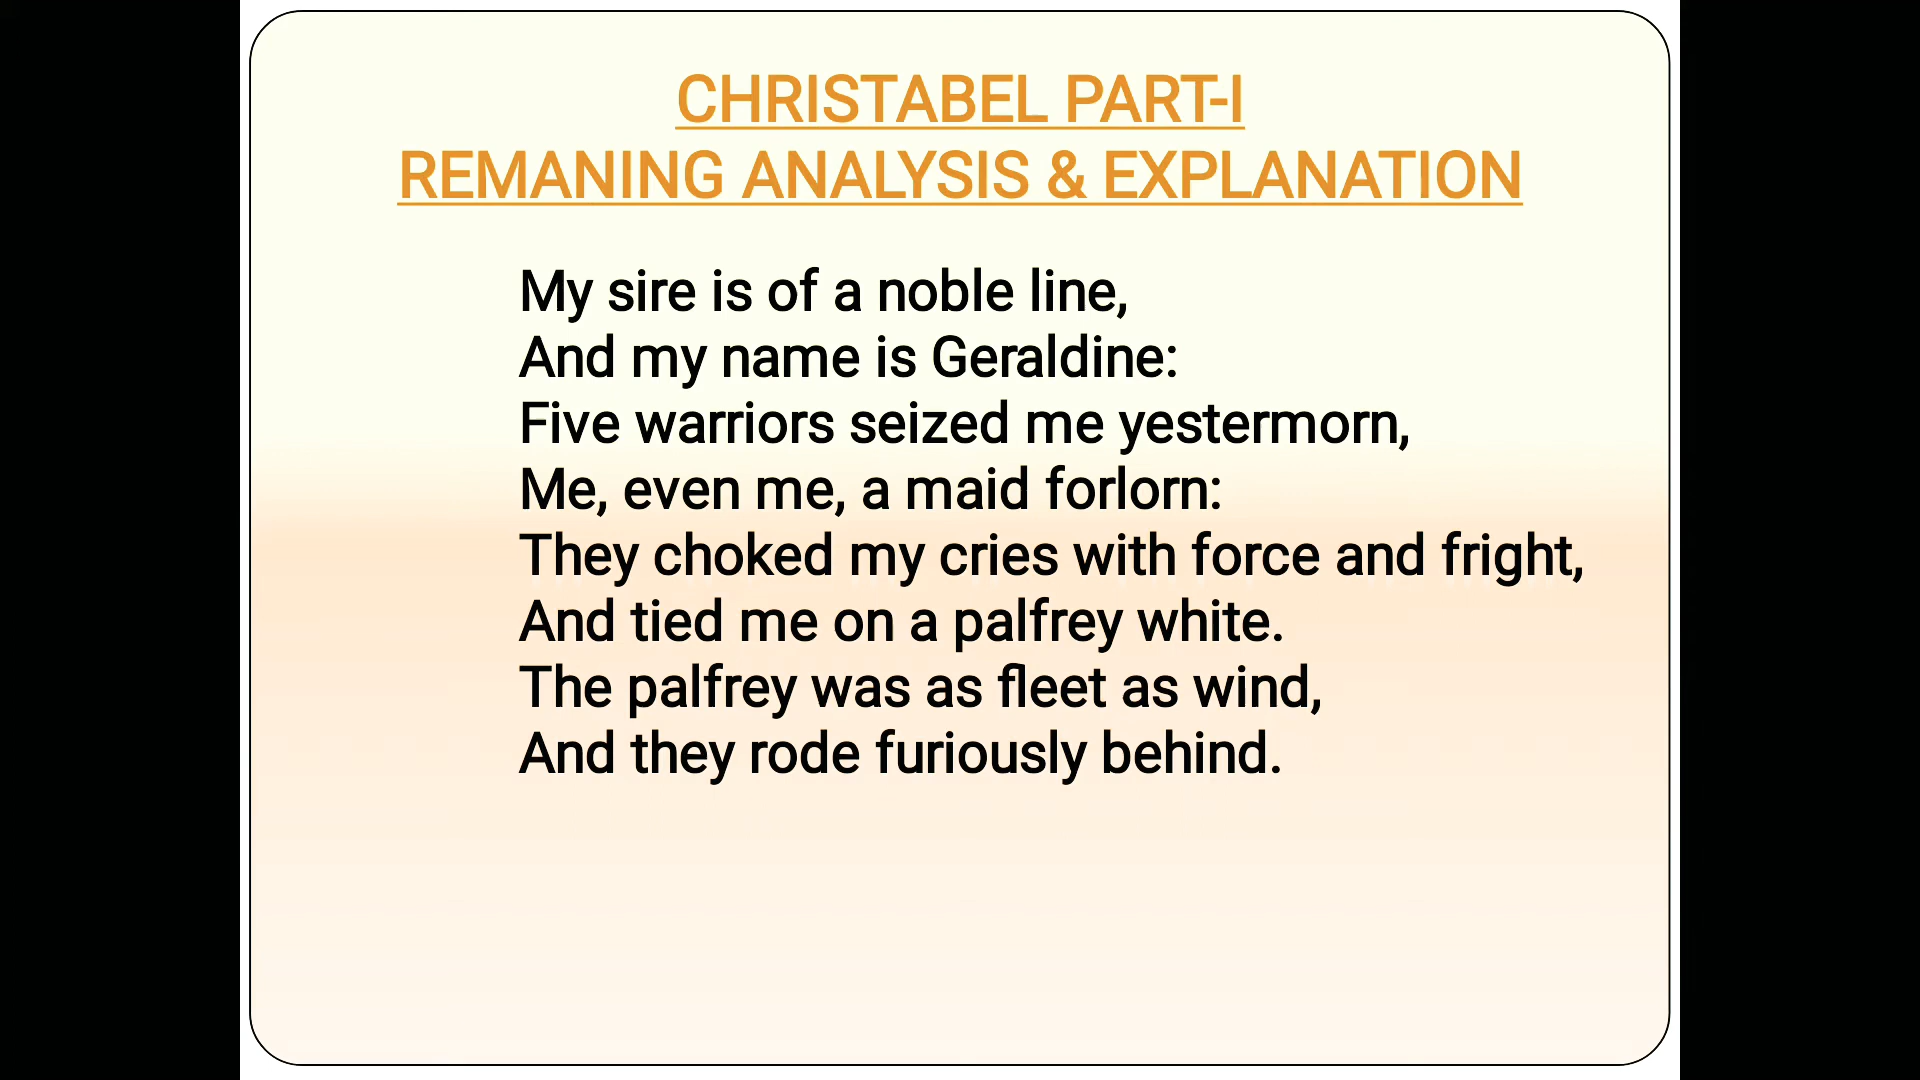 CHRISTABEL PART-I
REMANING ANALYSIS & EXPLANATION
My sire is of a noble line,
And my name is Geraldine:
Five warriors seized me yestermorn,
Me, even me, a maid forlorn:
They choked my cries with force and fright,
And tied me on a palfrey white.
The palfrey was as fleet as wind,
And they rode furiously behind.